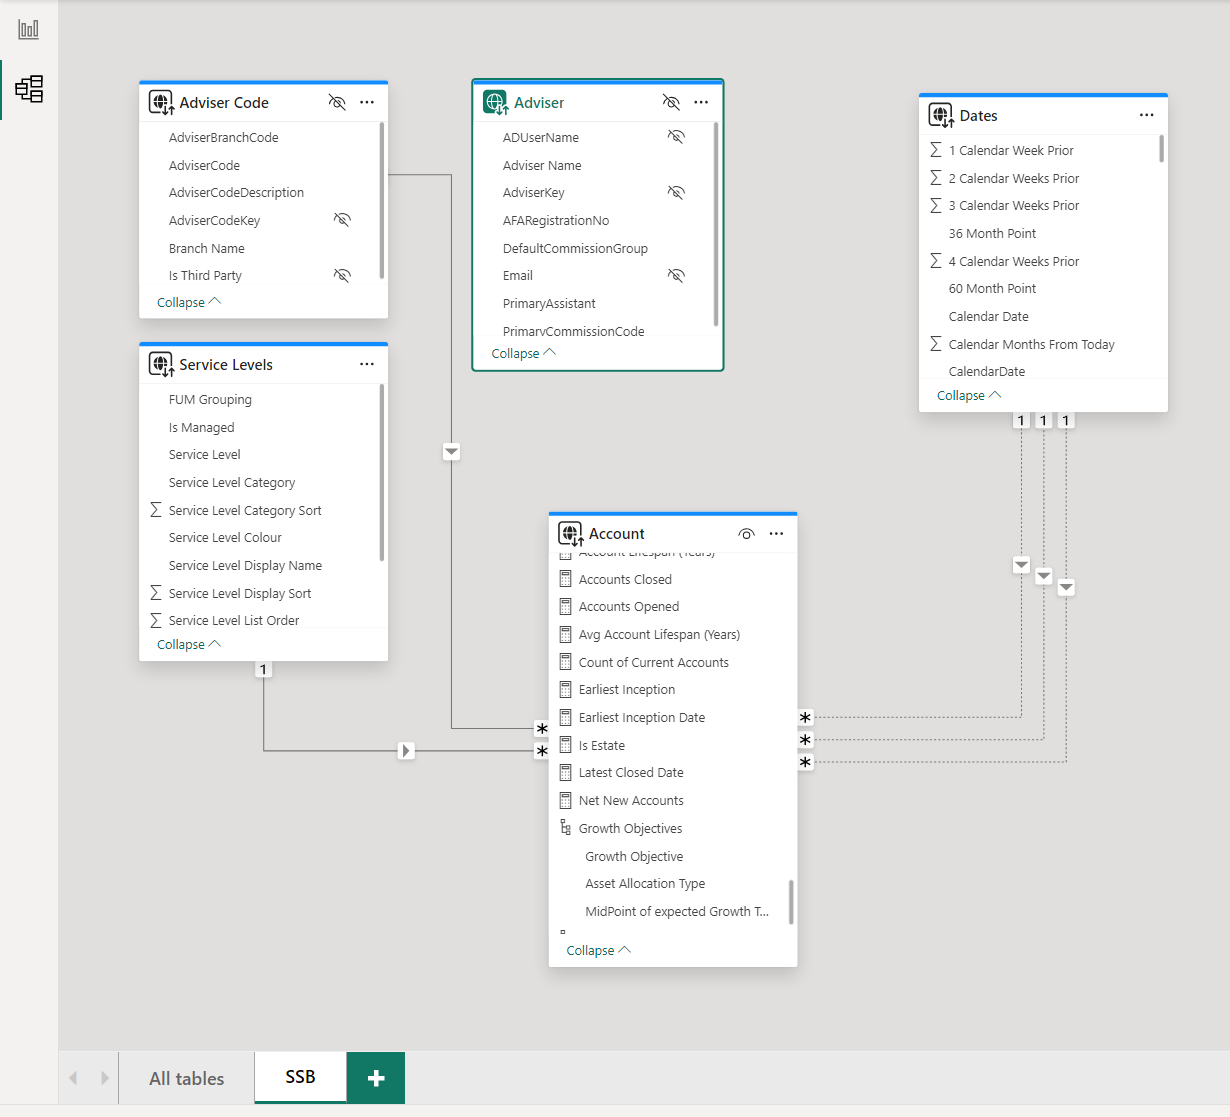 Adviser Code
AdviserBranchCode
AdviserCode
AdviserCodeDescription
AdviserCodeKey
Branch Name
Is Third Party
Collapse
Adviser
ADUserName
Adviser Name
AdviserKey
AFARegistrationNo
DefaultCommissionGroup
Email
PrimaryAssistant
PrimaryCommissionCode
Collapse
Dates
1 Calendar Week Prior
2 Calendar Weeks Prior
3 Calendar Weeks Prior
36 Month Point
4 Calendar Weeks Prior
60 Month Point
Calendar Date
Calendar Months From Today
CalendarDate
Collapse
1 1 1
Service Levels
FUM Grouping
Is Managed
Service Level
Service Level Category
Service Level Category Sort
Service Level Colour
Service Level Display Name
Service Level Display Sort
Service Level List Order
Collapse
1
Account
Account Lifespan (Years)
Accounts Closed
Accounts Opened
Avg Account Lifespan (Years)
Count of Current Accounts
Earliest Inception
Earliest Inception Date
Is Estate
Latest Closed Date
Net New Accounts
Growth Objectives
Growth Objective
Asset Allocation Type
MidPoint of expected Growth T...
Collapse
*
*
*
*
*
All tables
SSB
+